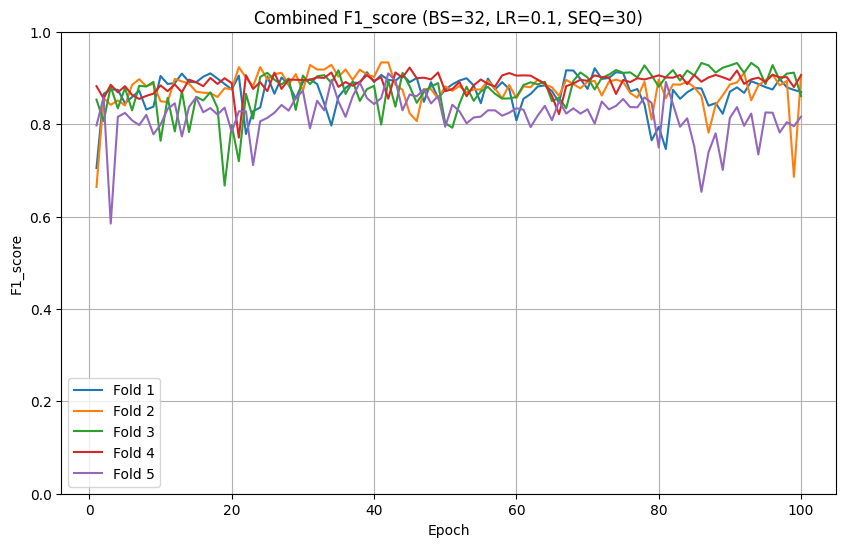 Combined F1_score (BS=32, LR=0.1, SEQ=30)
1.0
0.8
0.6
0.4
0.2
0.0
F1_score
Fold 1
Fold 2
Fold 3
Fold 4
Fold 5
0 20 40 60 80 100
Epoch